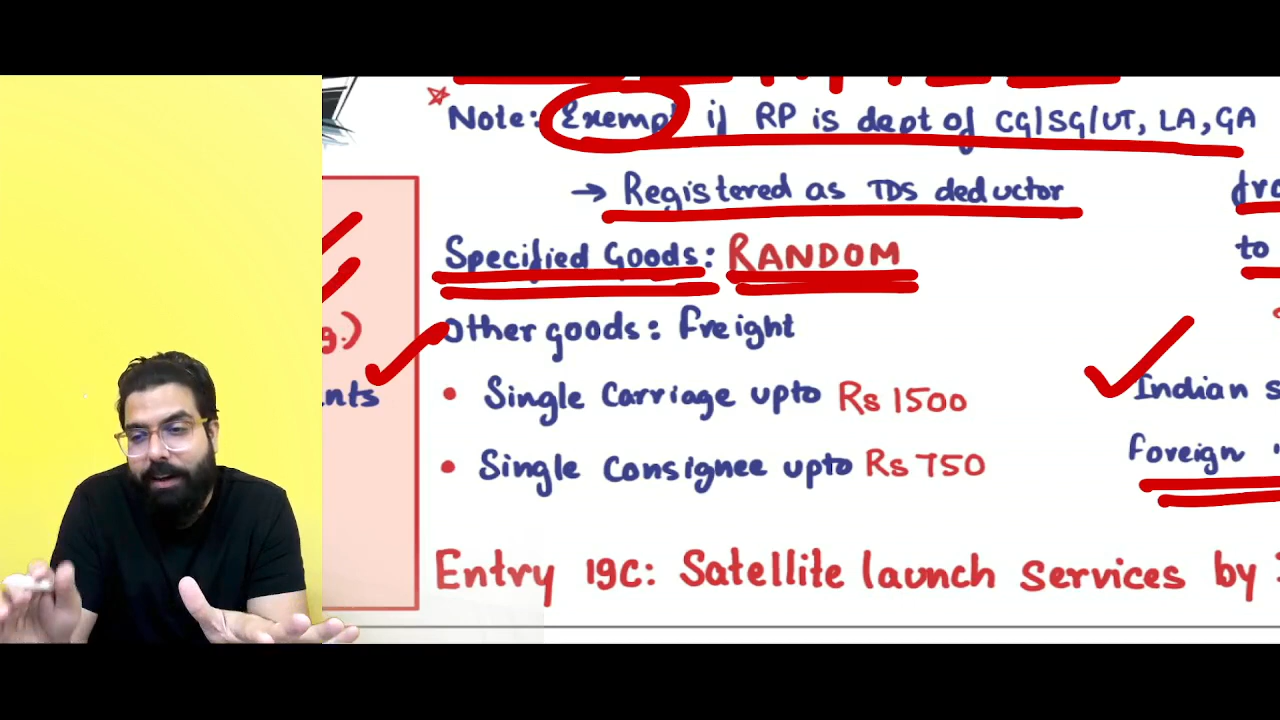 Note: Exempt if RP is dept of CG/SG/UT, LA, GA
→ Registered as TDS deductor
Specified Goods: RANDOM
to
Other goods: Freight
• Single Carriage upto Rs 1500
Indian
• Single Consignee upto Rs 750
Foreign
Entry 19C: Satellite launch services by